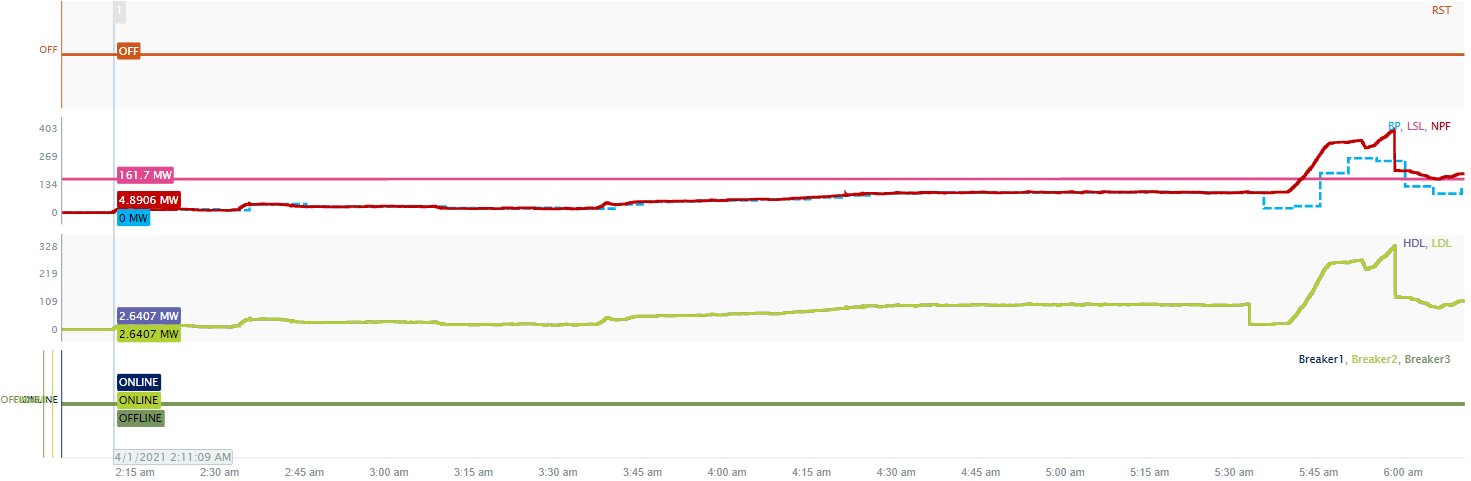 1
RST
OFF
OFF
403
BP, LSL, NPF
269
161.7 MW
134
4.8906 MW
0
0 MW
328
HDL, LDL
219
109
2.6407 MW
0
2.6407 MW
Breaker1, Breaker2, Breaker3
ONLINE
ONLINE
OFFLINE
4/1/2021 2:11:09 AM
2:15 am 2:30 am 2:45 am 3:00 am 3:15 am 3:30 am 3:45 am 4:00 am 4:15 am 4:30 am 4:45 am 5:00 am 5:15 am 5:30 am 5:45 am 6:00 am